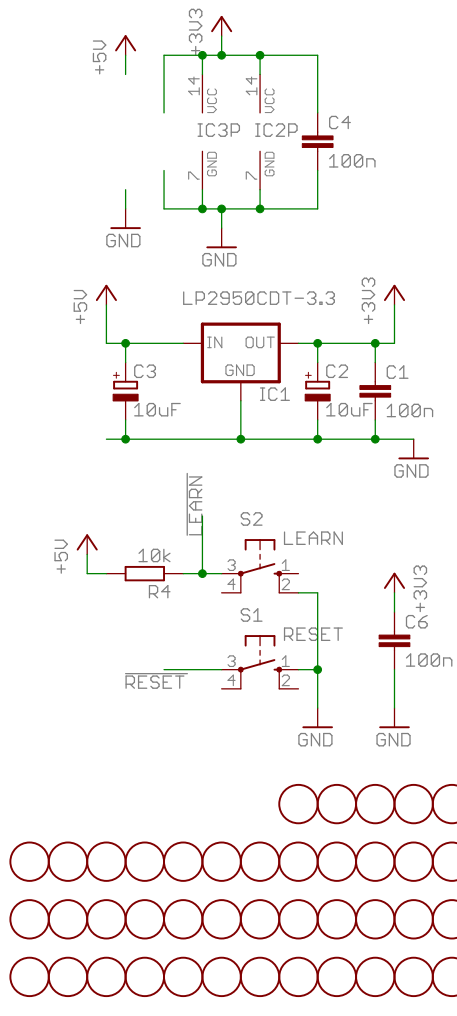 +5V
+3V3
14
VCC
14
VCC
C4
IC3P
IC2P
100n
7
GND
7
GND
GND
GND
LP2950CDT-3.3
+5V
+3V3
IN
OUT
GND
+
C3
10uF
IC1
+
C2
10uF
C1
100n
GND
LEARN
S2
LEARN
+5V
10k
R4
3
1
4
2
S1
RESET
3
1
4
2
RESET
+3V3
C6
100n
GND
GND